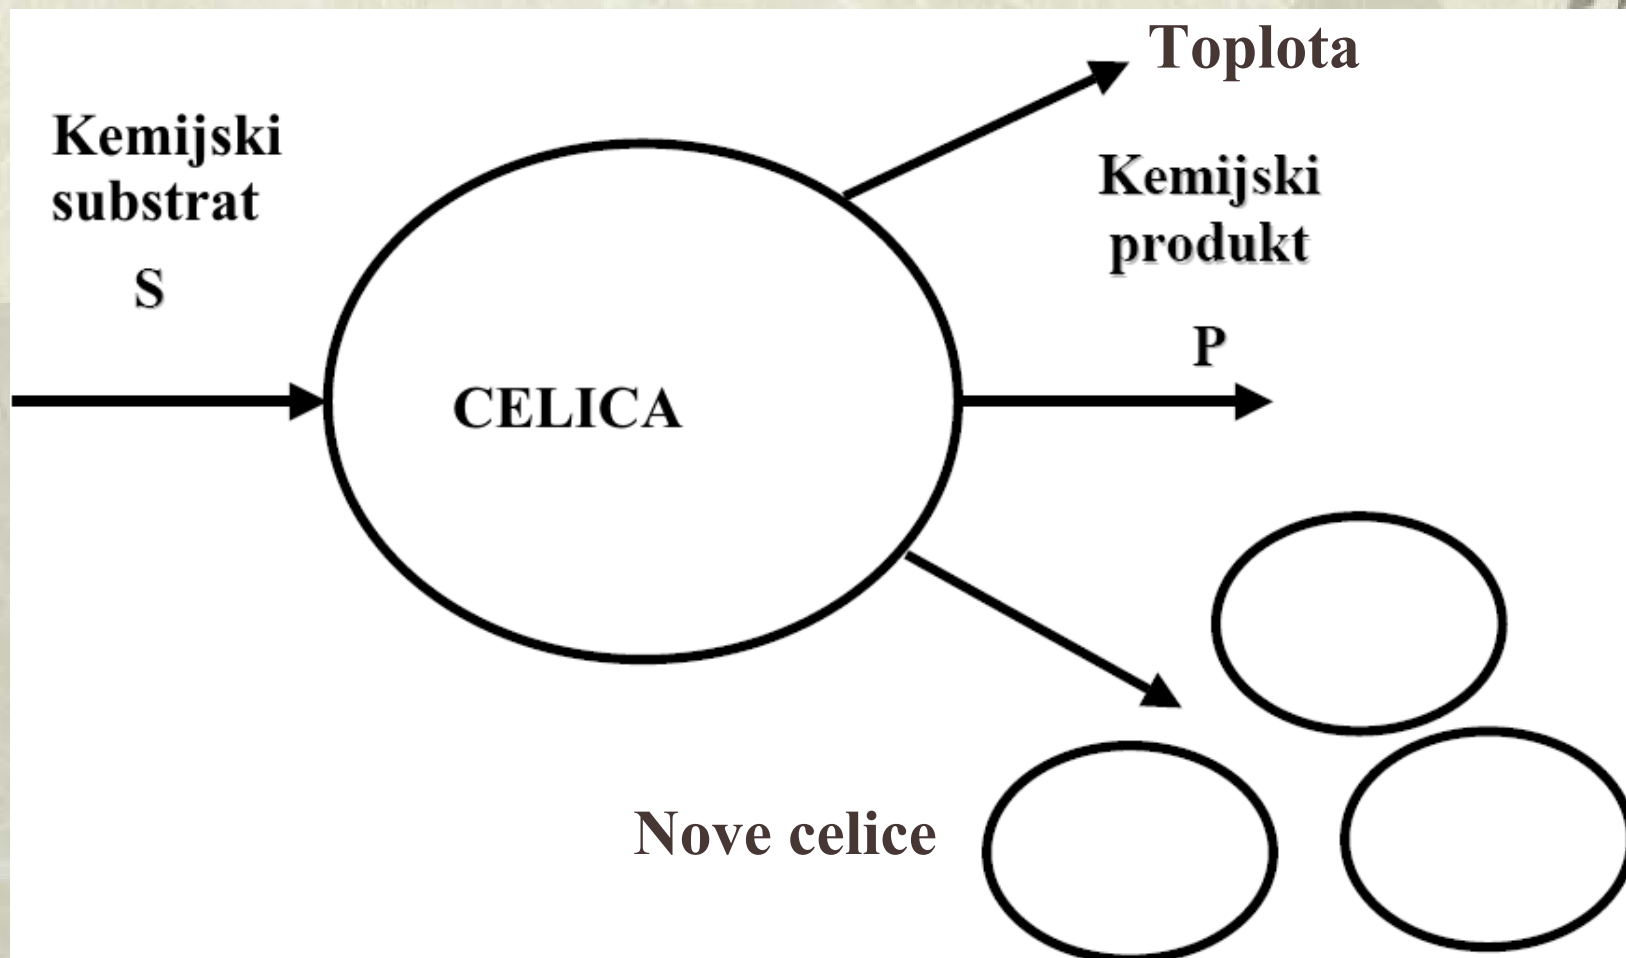 Toplota
Kemijski
substrat
S
Kemijski
produkt
P
CELICA
Nove celice